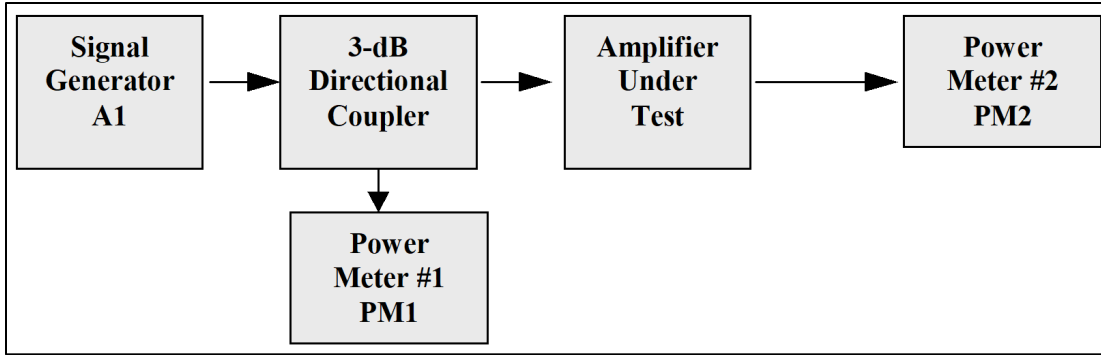 Signal
Generator
A1
3-dB
Directional
Coupler
Amplifier
Under
Test
Power
Meter #2
PM2
Power
Meter #1
PM1